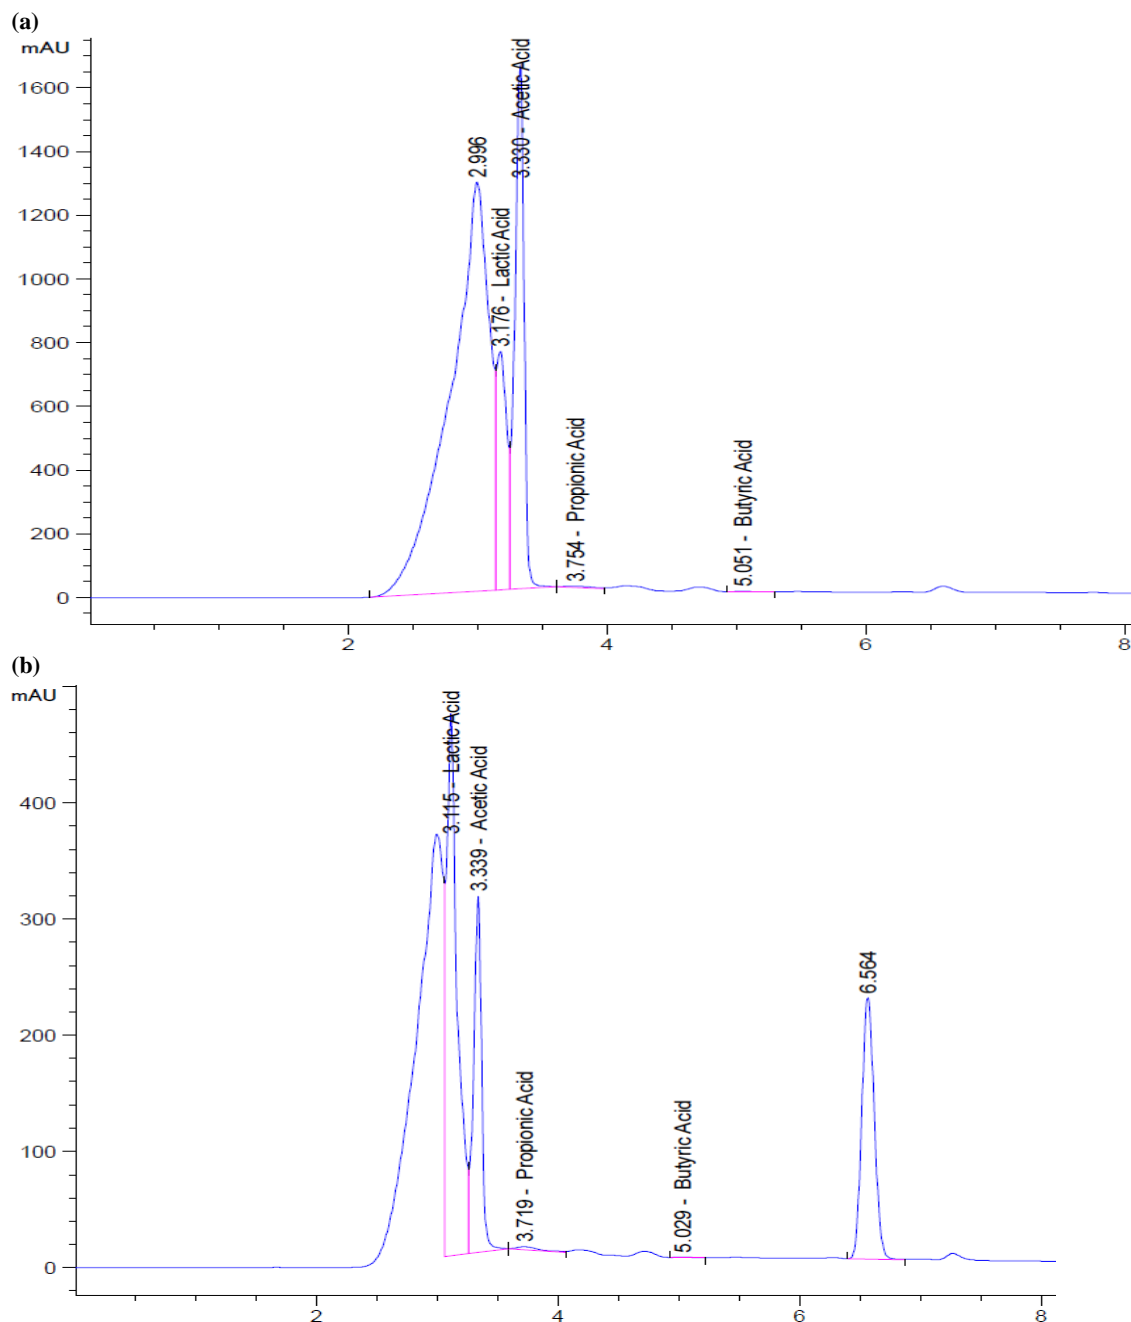 (a)
mAU
1600
1400
1200
1000
800
600
400
200
0
2.996
3.176 - Lactic Acid
3.330 - Acetic Acid
3.754 - Propionic Acid
5.051 - Butyric Acid
2
4
6
8
(b)
mAU
400
300
200
100
0
3.115 - Lactic Acid
3.339 - Acetic Acid
3.719 - Propionic Acid
5.029 - Butyric Acid
6.564
2
4
6
8